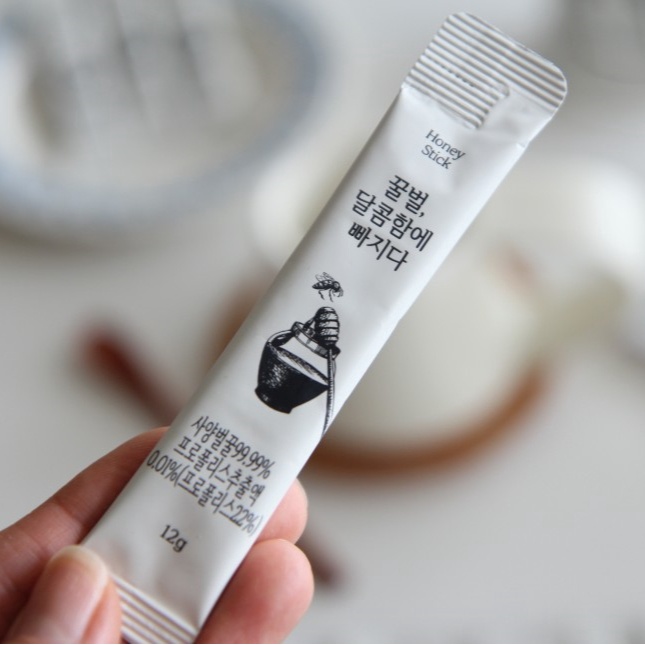 Honey
Stick
꿀벌,
달콤함에
빠지다
사양벌꿀99.99%
프로폴리스추출액
0.01%(프로폴리스22%)
12g